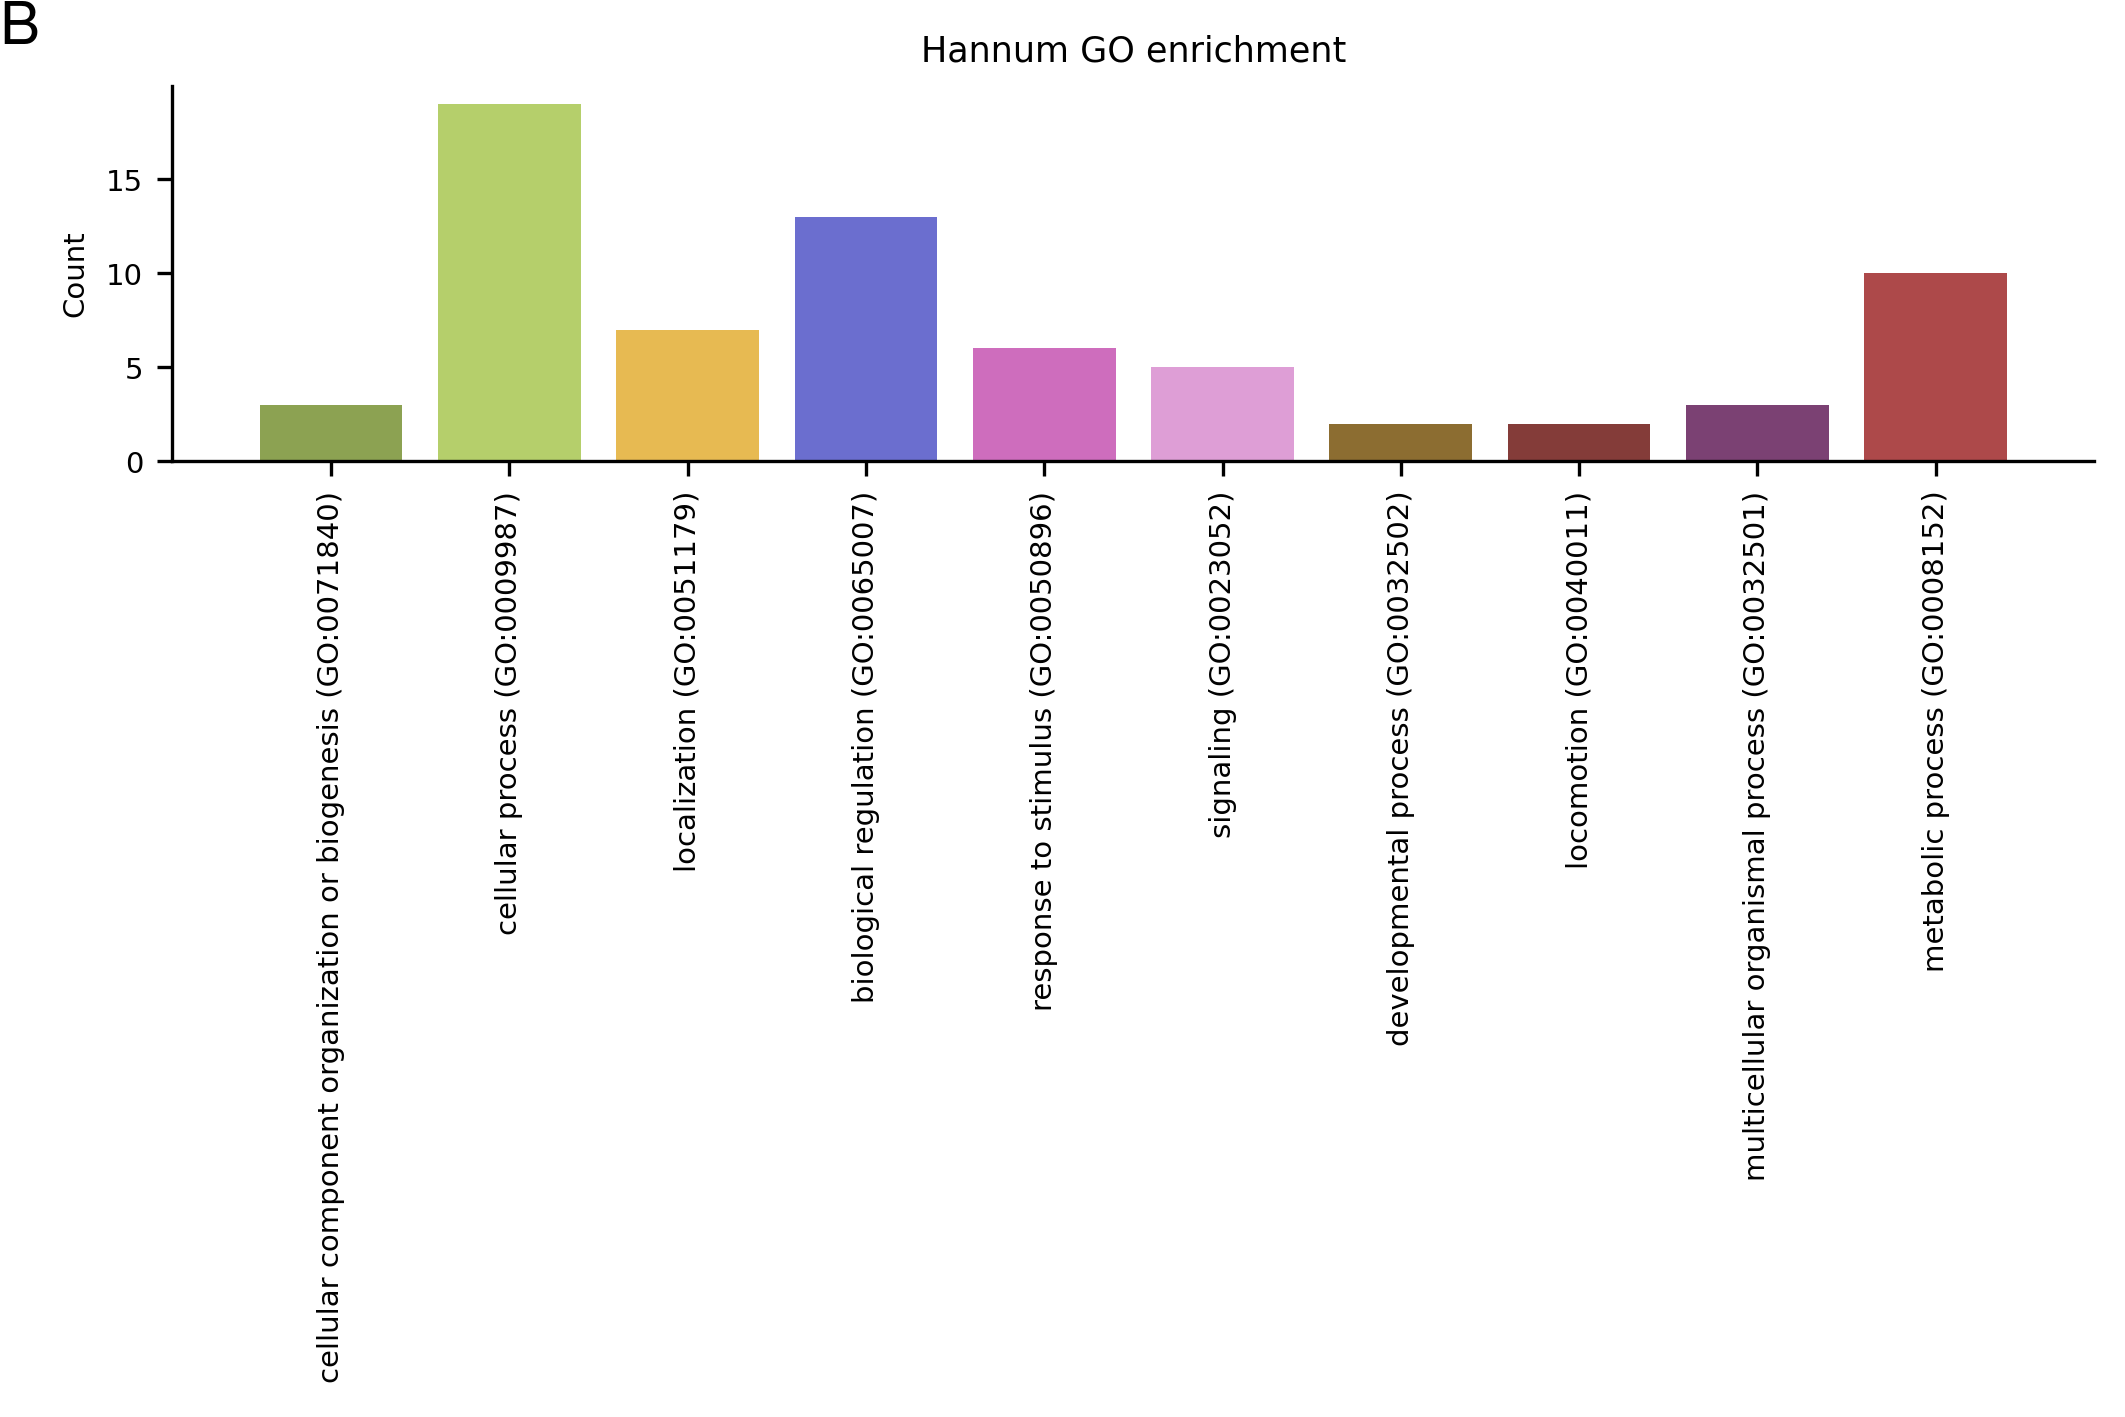 B
Hannum GO enrichment
Count
15
10
5
0
cellular component organization or biogenesis (GO:0071840)
cellular process (GO:0009987)
localization (GO:0051179)
biological regulation (GO:0065007)
response to stimulus (GO:0050896)
signaling (GO:0023052)
developmental process (GO:0032502)
locomotion (GO:0040011)
multicellular organismal process (GO:0032501)
metabolic process (GO:0008152)